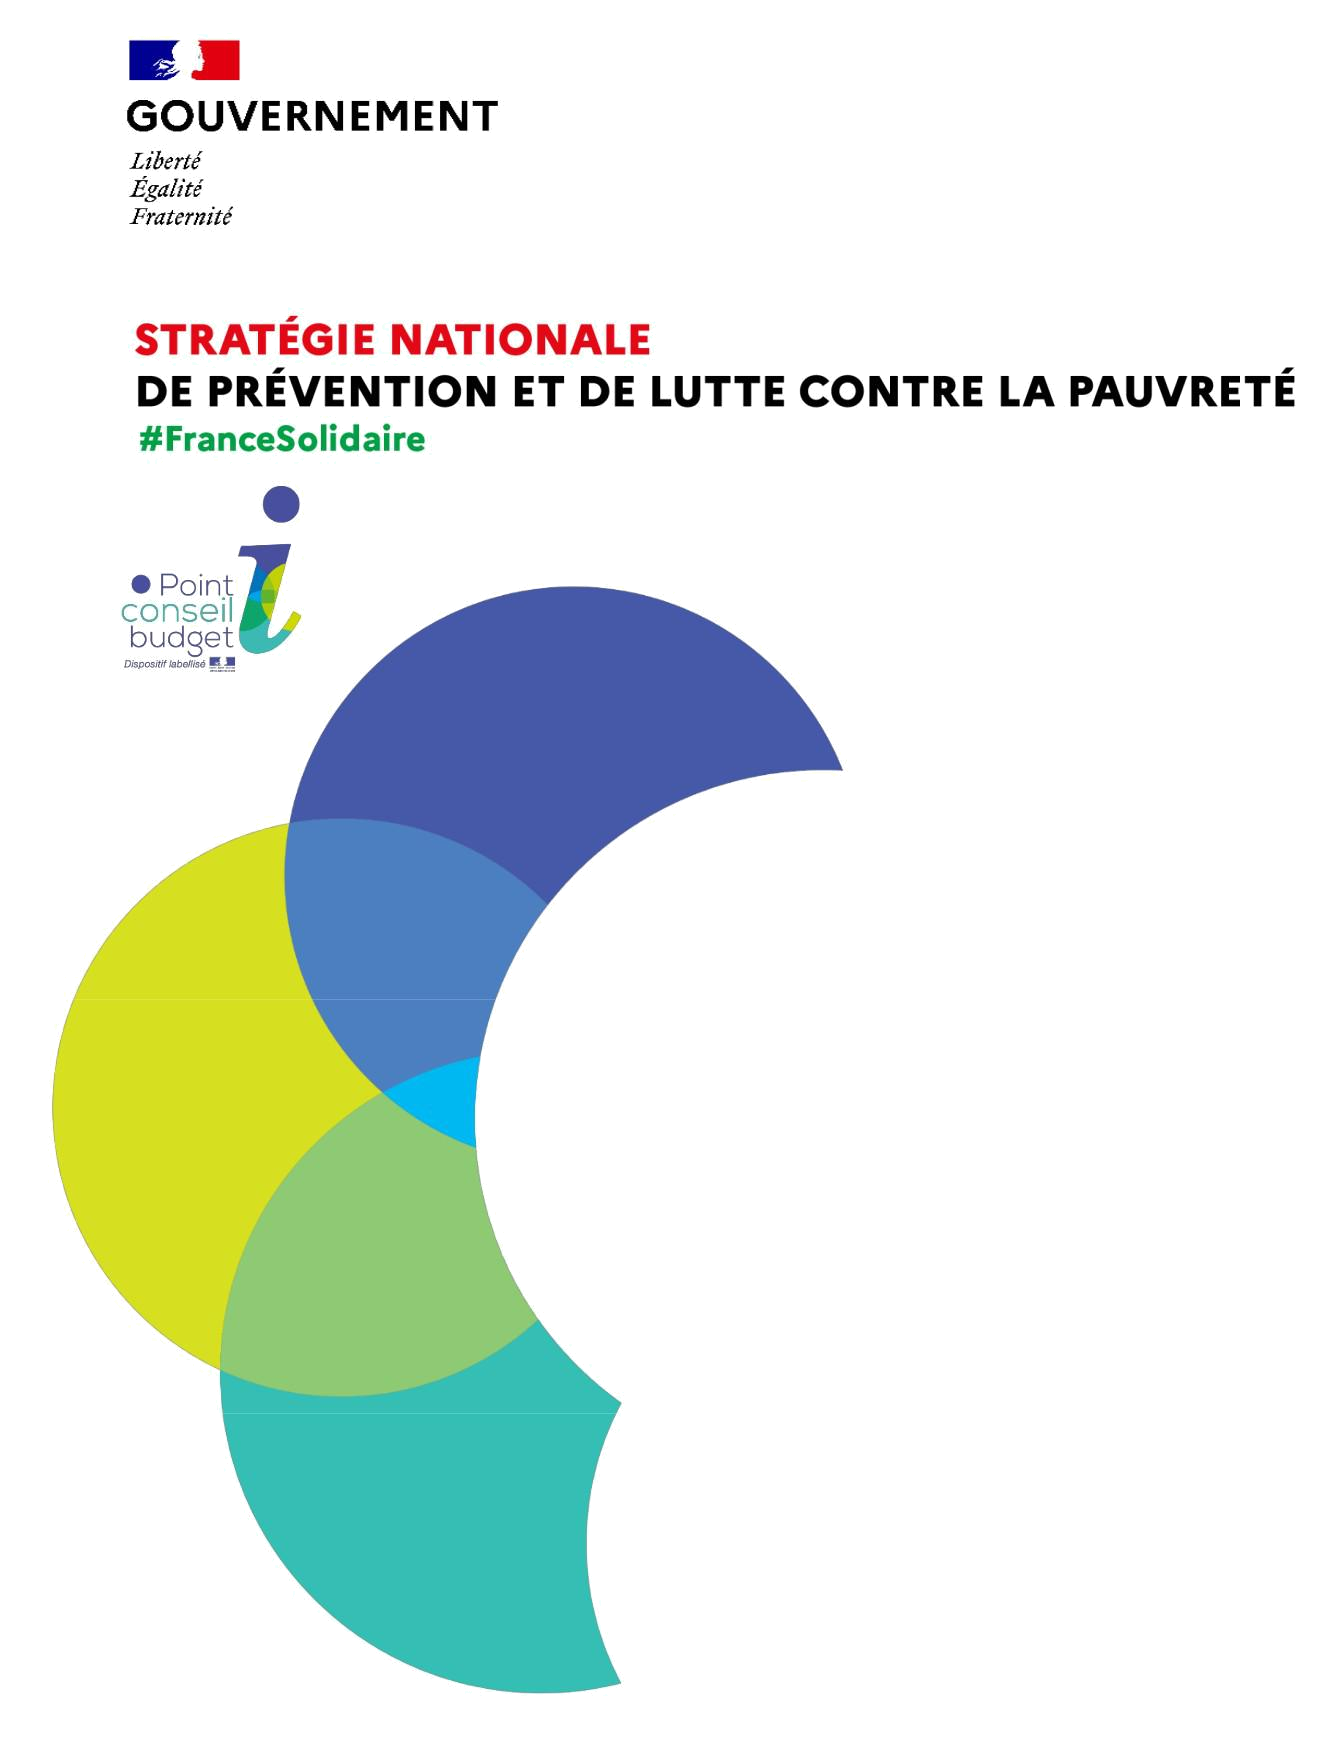 GOUVERNEMENT
Liberté
Égalité
Fraternité
STRATÉGIE NATIONALE
DE PRÉVENTION ET DE LUTTE CONTRE LA PAUVRETÉ
#FranceSolidaire
Point
conseil
budget
Dispositif labellisé